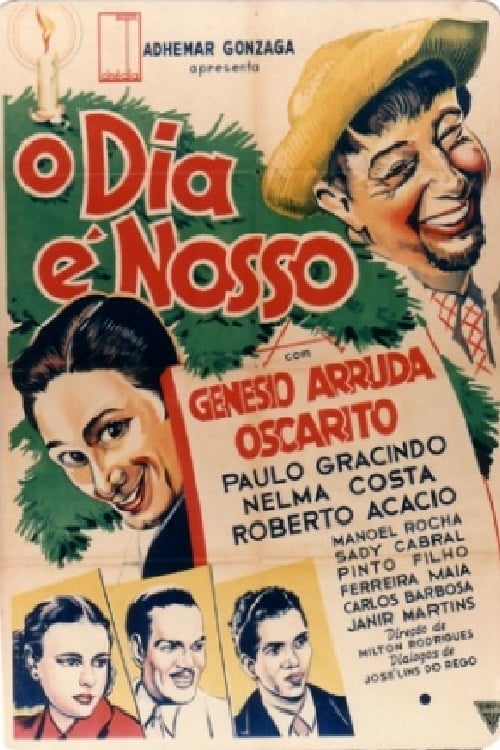 ADHEMAR GONZAGA
apresenta
O DIA
É NOSSO
com
GENESIO ARRUDA
OSCARITO
PAULO GRACINDO
NELMA COSTA
ROBERTO ACACIO
MANOEL ROCHA
SADY CABRAL
PINTO FILHO
FERREIRA MAIA
CARLOS BARBOSA
JANIR MARTINS
Direção de
MILTON RODRIGUES
Dialogos de
JOSÉ LINS DO REGO